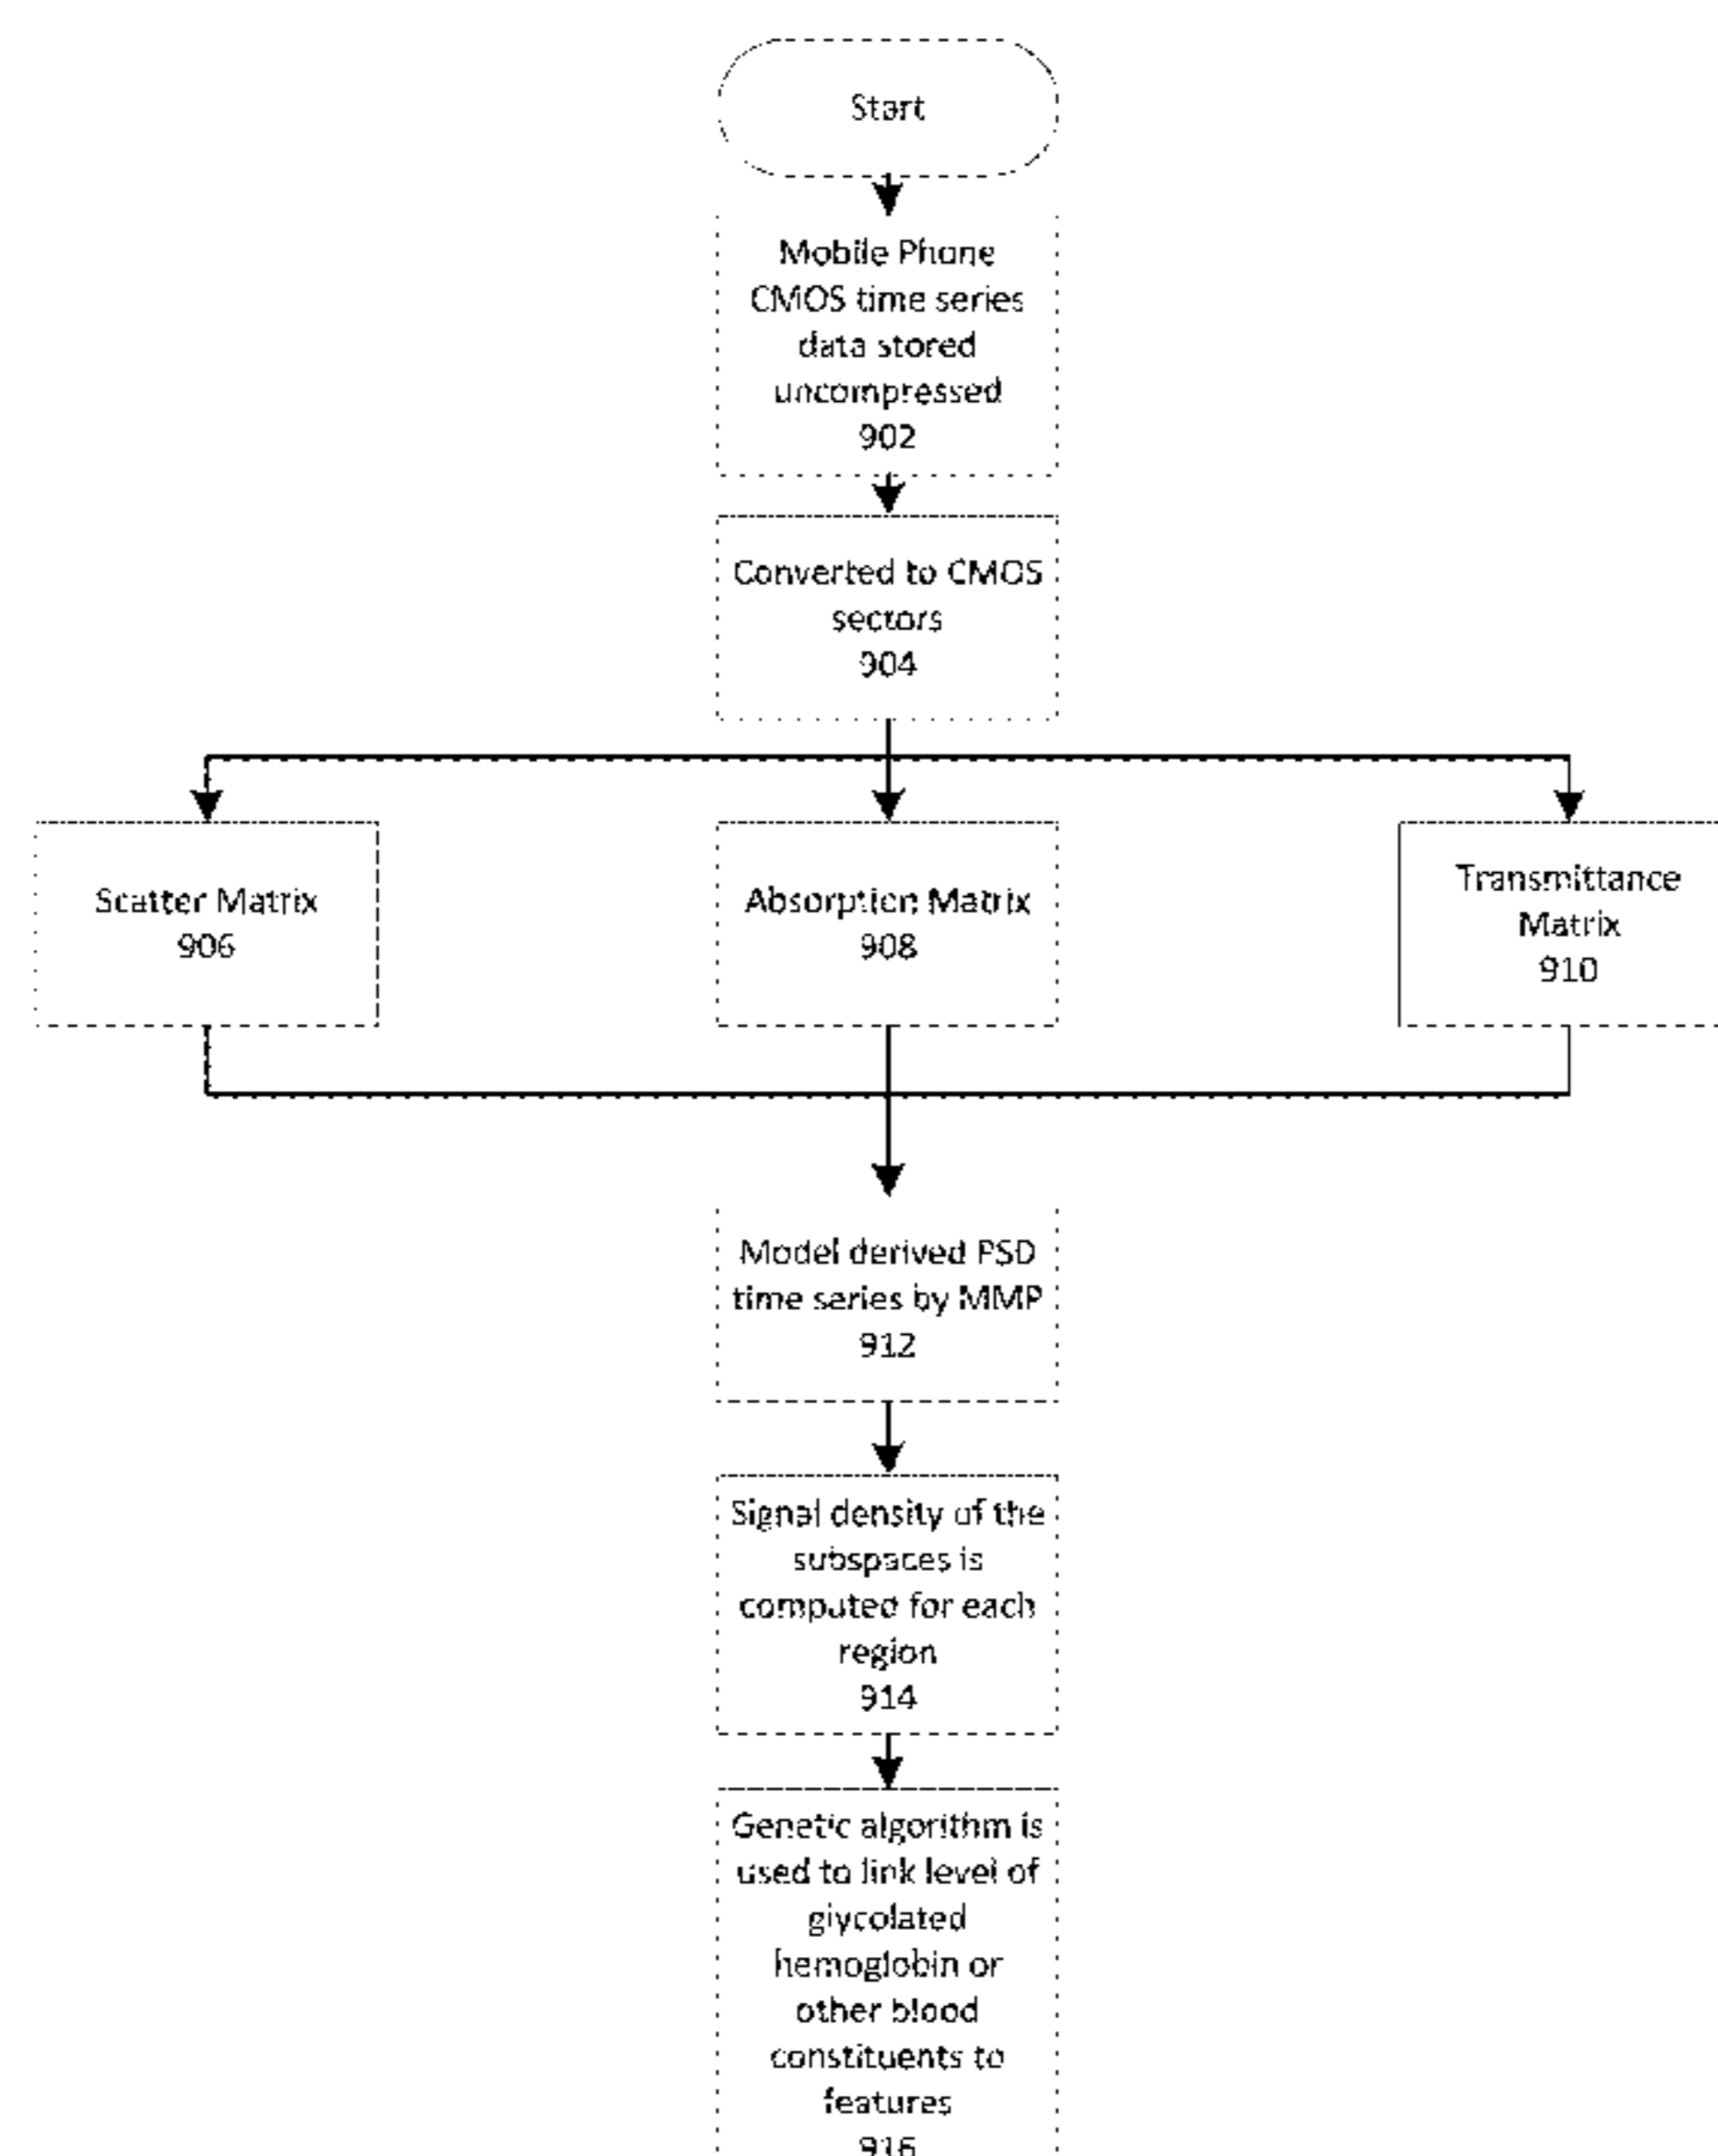 Start
Mobile Phone
CMOS time series
data stored
uncompressed
902
Converted to CMOS
sectors
904
Scatter Matrix
906
Absorption Matrix
908
Transmittance
Matrix
910
Model derived PSD
time series by MMP
912
Signal density of the
subspaces is
computed for each
region
914
Genetic algorithm is
used to link level of
glycolated
hemoglobin or
other blood
constituents to
features
916